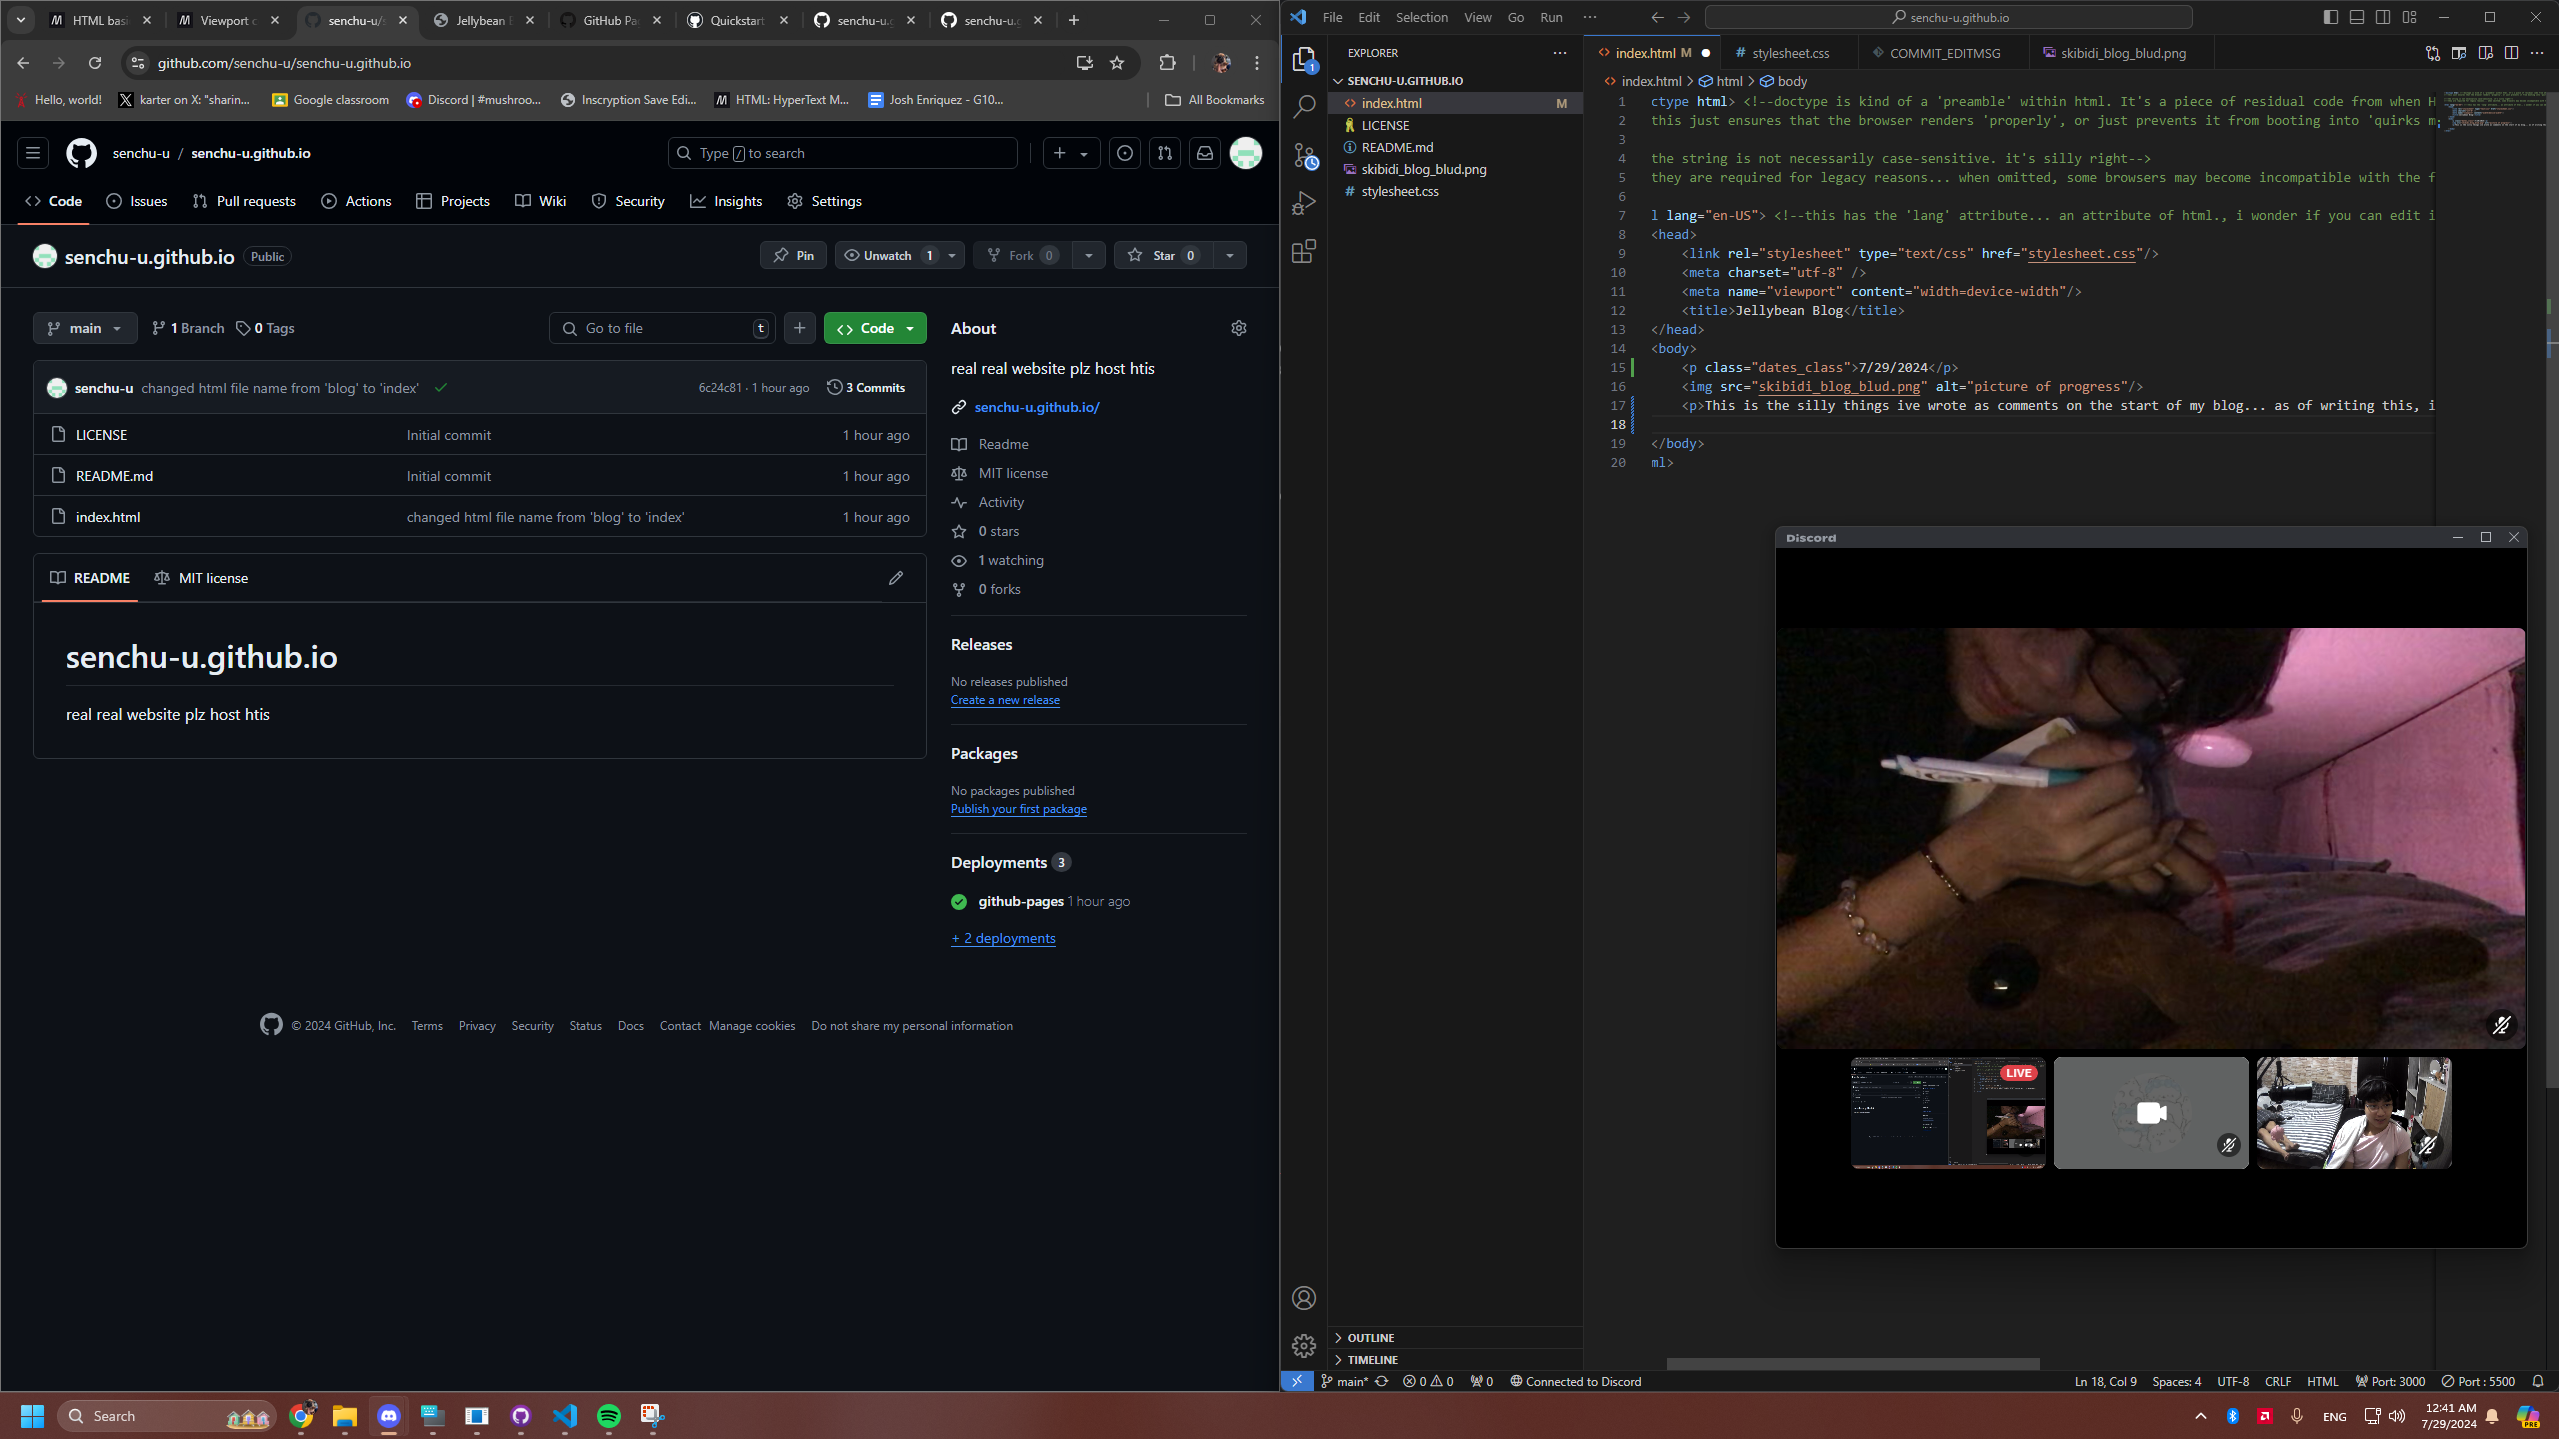 HTML basi
Viewport c
senchu-u/s
Jellybean B
GitHub Pa
Quickstart
senchu-u.g
senchu-u.g
github.com/senchu-u/senchu-u.github.io
Hello, world!
karter on X: "sharin...
Google classroom
Discord | #mushroo...
Inscryption Save Edi...
HTML: HyperText M...
Josh Enriquez - G10...
All Bookmarks
senchu-u / senchu-u.github.io
Type / to search
Code
Issues
Pull requests
Actions
Projects
Wiki
Security
Insights
Settings
senchu-u.github.io Public
Pin
Unwatch 1
Fork 0
Star 0
main
1 Branch
0 Tags
Go to file
t
Code
senchu-u changed html file name from 'blog' to 'index'
6c24c81 · 1 hour ago
3 Commits
LICENSE Initial commit 1 hour ago
README.md Initial commit 1 hour ago
index.html changed html file name from 'blog' to 'index' 1 hour ago
README
MIT license
senchu-u.github.io
real real website plz host htis
About
real real website plz host htis
senchu-u.github.io/
Readme
MIT license
Activity
0 stars
1 watching
0 forks
Releases
No releases published
Create a new release
Packages
No packages published
Publish your first package
Deployments 3
github-pages 1 hour ago
+ 2 deployments
© 2024 GitHub, Inc. Terms Privacy Security Status Docs Contact Manage cookies Do not share my personal information
File Edit Selection View Go Run ...
senchu-u.github.io
EXPLORER
SENCHU-U.GITHUB.IO
index.html M
LICENSE
README.md
skibidi_blog_blud.png
stylesheet.css
OUTLINE
TIMELINE
1
index.html M
stylesheet.css
COMMIT_EDITMSG
skibidi_blog_blud.png
index.html > html > body
1 ctype html> <!--doctype is kind of a 'preamble' within html. It's a piece of residual code from when H
2 this just ensures that the browser renders 'properly', or just prevents it from booting into 'quirks m
3
4 the string is not necessarily case-sensitive. it's silly right-->
5 they are required for legacy reasons... when omitted, some browsers may become incompatible with the f
6
7 l lang="en-US"> <!--this has the 'lang' attribute... an attribute of html., i wonder if you can edit i
8 <head>
9 <link rel="stylesheet" type="text/css" href="stylesheet.css"/>
10 <meta charset="utf-8" />
11 <meta name="viewport" content="width=device-width"/>
12 <title>Jellybean Blog</title>
13 </head>
14 <body>
15 <p class="dates_class">7/29/2024</p>
16 <img src="skibidi_blog_blud.png" alt="picture of progress"/>
17 <p>This is the silly things ive wrote as comments on the start of my blog... as of writing this, i
18
19 </body>
20 ml>
Discord
LIVE
main*
0 0
0
Connected to Discord
Ln 18, Col 9
Spaces: 4
UTF-8
CRLF
HTML
Port: 3000
Port : 5500
Search
ENG
12:41 AM
7/29/2024
PRE